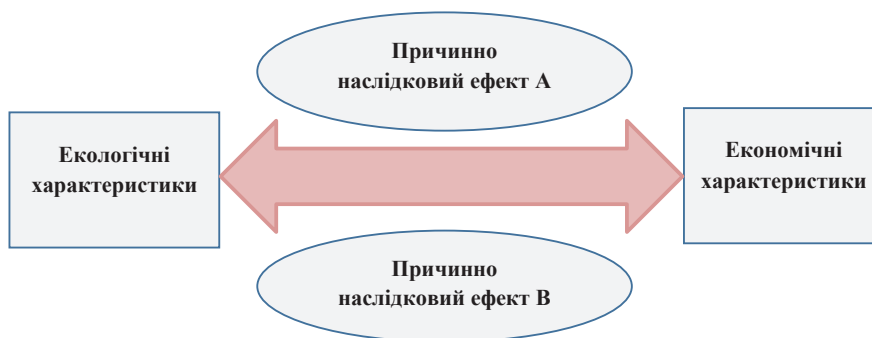 Причинно
наслідковий ефект А
Екологічні
характеристики
Економічні
характеристики
Причинно
наслідковий ефект В